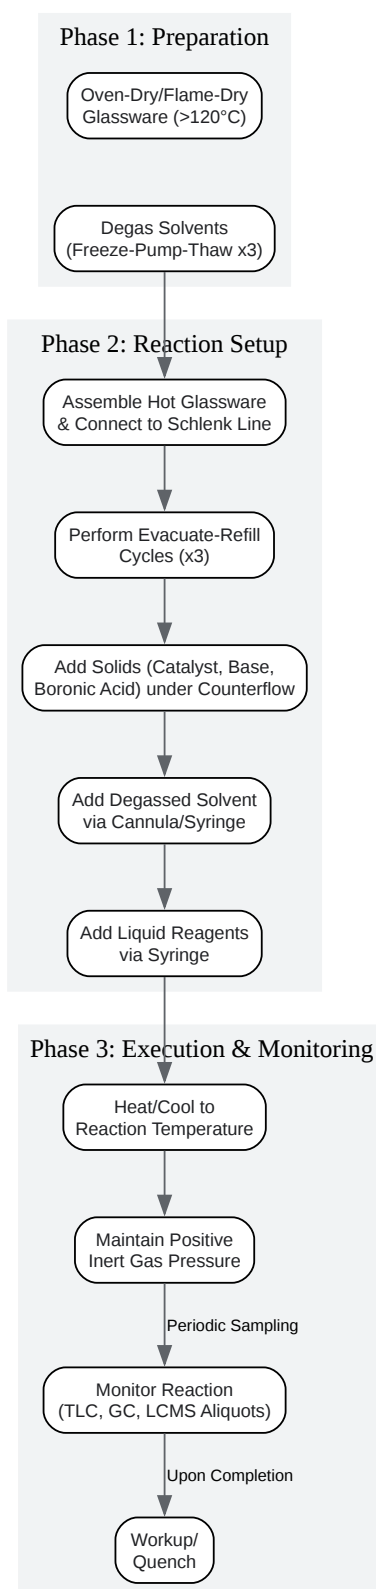 Phase 1: Preparation
Oven-Dry/Flame-Dry
Glassware (>120°C)
Degas Solvents
(Freeze-Pump-Thaw x3)
Phase 2: Reaction Setup
Assemble Hot Glassware
& Connect to Schlenk Line
Perform Evacuate-Refill
Cycles (x3)
Add Solids (Catalyst, Base,
Boronic Acid) under Counterflow
Add Degassed Solvent
via Cannula/Syringe
Add Liquid Reagents
via Syringe
Phase 3: Execution & Monitoring
Heat/Cool to
Reaction Temperature
Maintain Positive
Inert Gas Pressure
Periodic Sampling
Monitor Reaction
(TLC, GC, LCMS Aliquots)
Upon Completion
Workup/
Quench